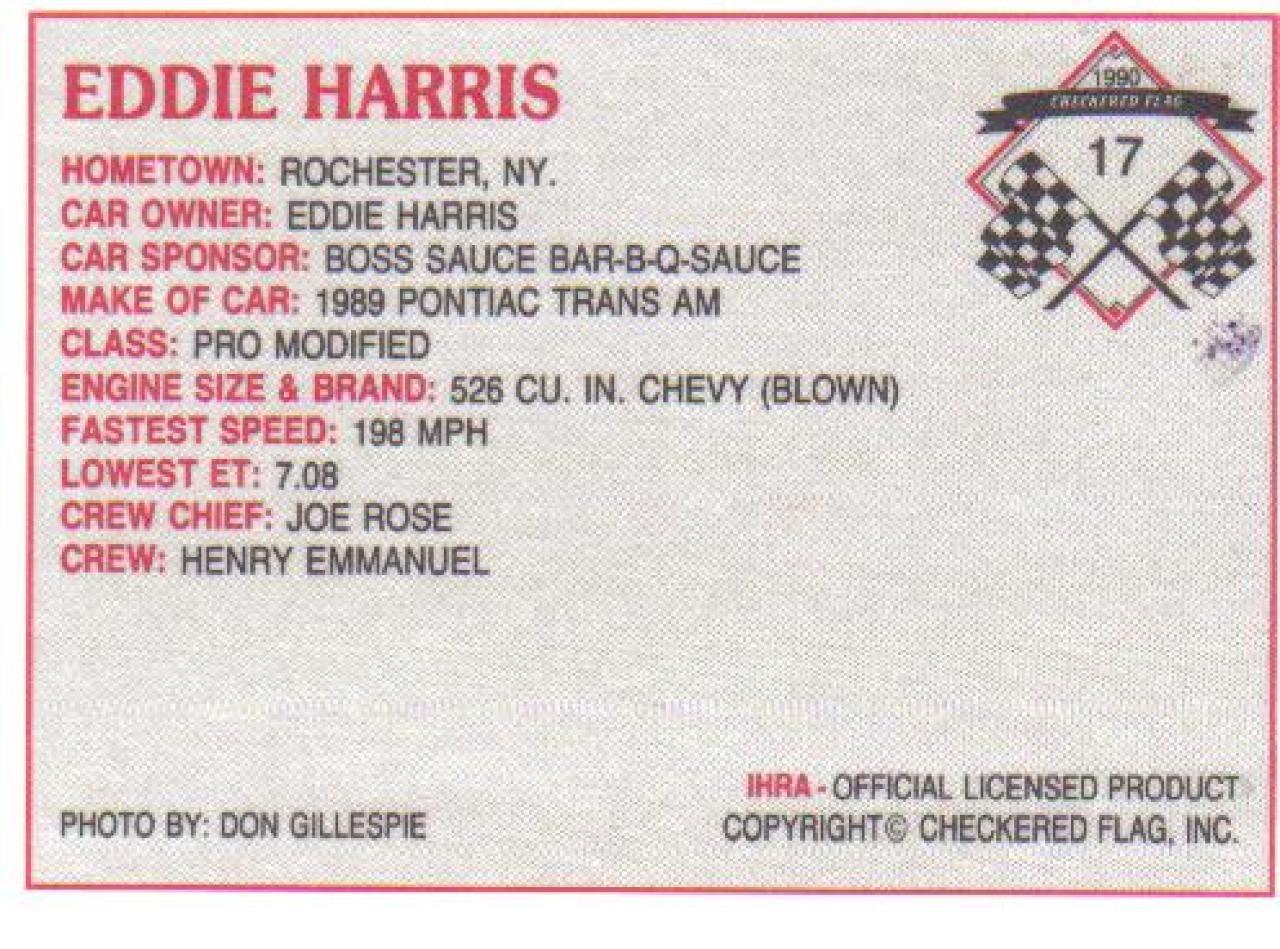 EDDIE HARRIS
1990
CHECKERED FLAG
17
HOMETOWN: ROCHESTER, NY.
CAR OWNER: EDDIE HARRIS
CAR SPONSOR: BOSS SAUCE BAR-B-Q-SAUCE
MAKE OF CAR: 1989 PONTIAC TRANS AM
CLASS: PRO MODIFIED
ENGINE SIZE & BRAND: 526 CU. IN. CHEVY (BLOWN)
FASTEST SPEED: 198 MPH
LOWEST ET: 7.08
CREW CHIEF: JOE ROSE
CREW: HENRY EMMANUEL
IHRA - OFFICIAL LICENSED PRODUCT
PHOTO BY: DON GILLESPIE
COPYRIGHT© CHECKERED FLAG, INC.